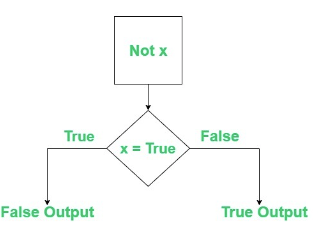 Not x
True
False
x = True
False Output
True Output